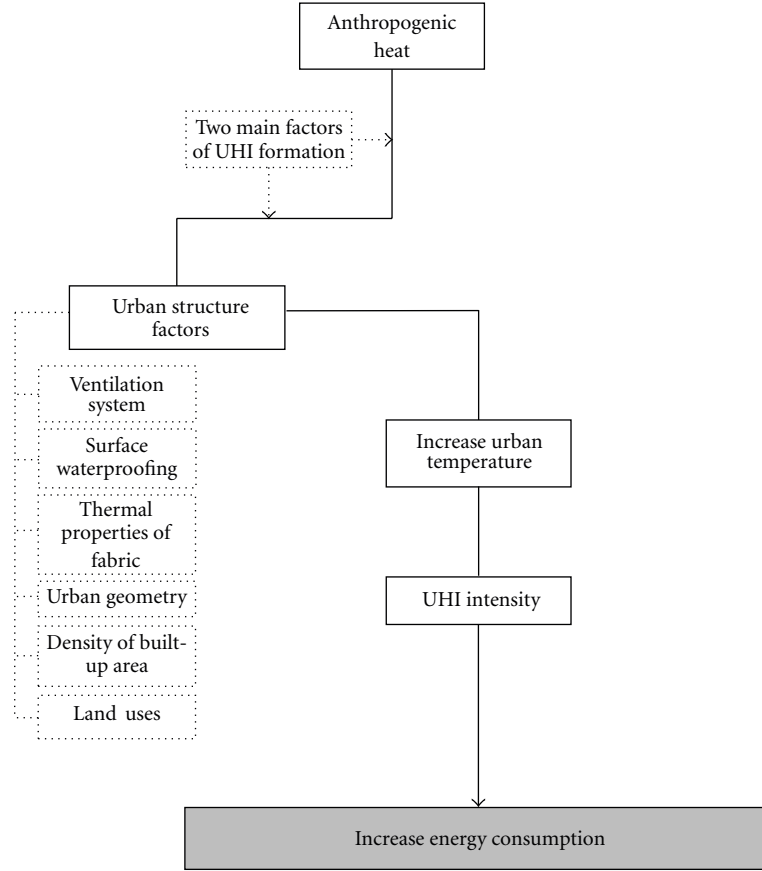 Anthropogenic
heat
Two main factors
of UHI formation
Urban structure
factors
Ventilation
system
Surface
waterproofing
Thermal
properties of
fabric
Urban geometry
Density of built-
up area
Land uses
Increase urban
temperature
UHI intensity
Increase energy consumption